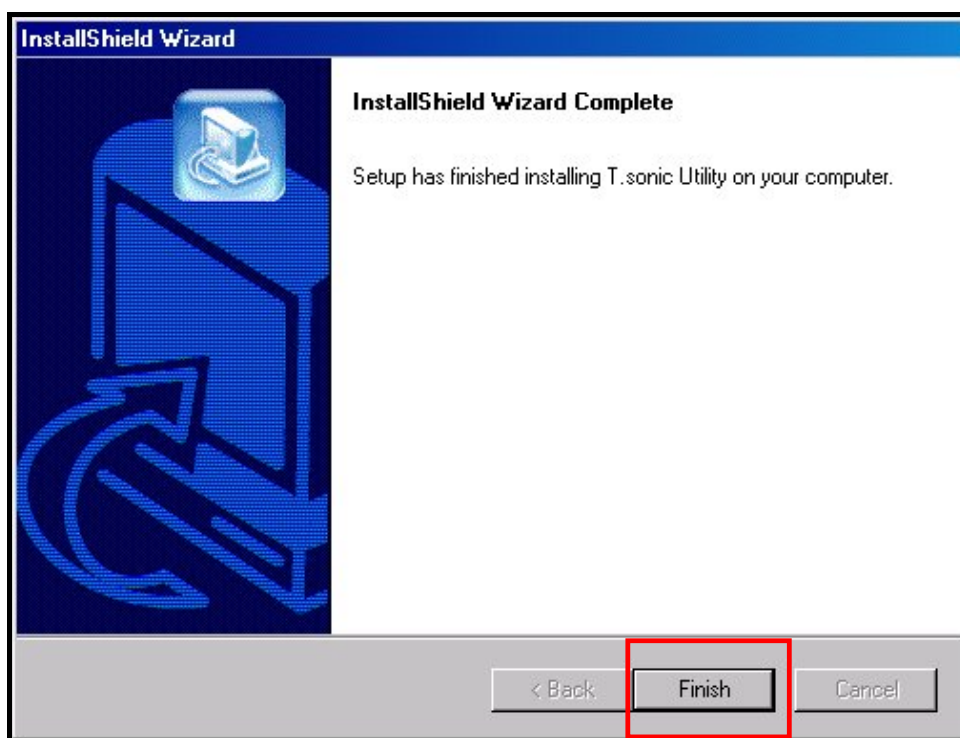 InstallShield Wizard
InstallShield Wizard Complete
Setup has finished installing T.sonic Utility on your computer.
< Back
Finish
Cancel